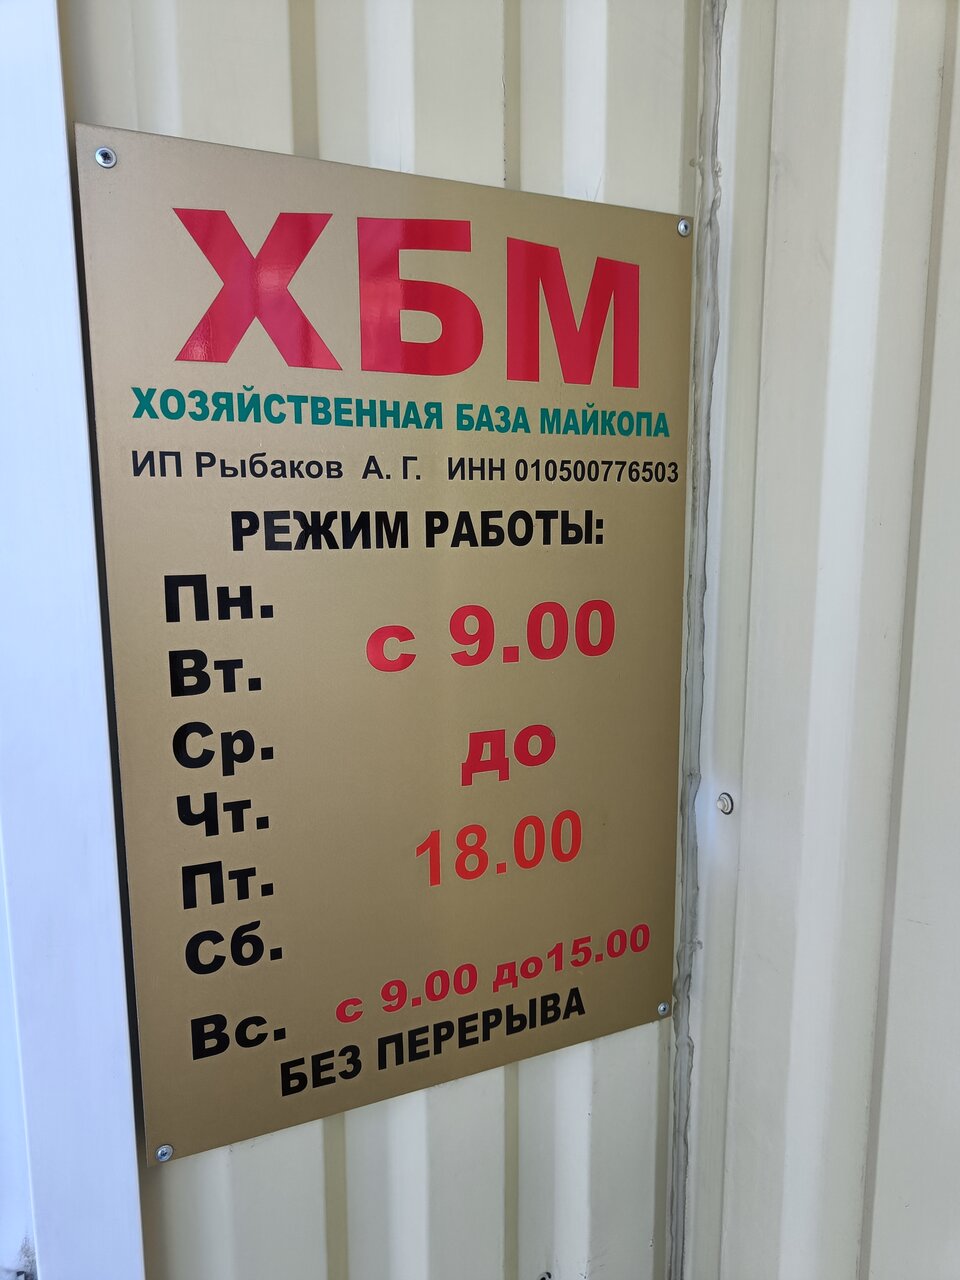 ХБМ
ХОЗЯЙСТВЕННАЯ БАЗА МАЙКОПА
ИП Рыбаков А. Г. ИНН 010500776503
РЕЖИМ РАБОТЫ:
Пн.
Вт.
Ср.
Чт.
Пт.
Сб.
с 9.00
до
18.00
Вс. с 9.00 до15.00
БЕЗ ПЕРЕРЫВА